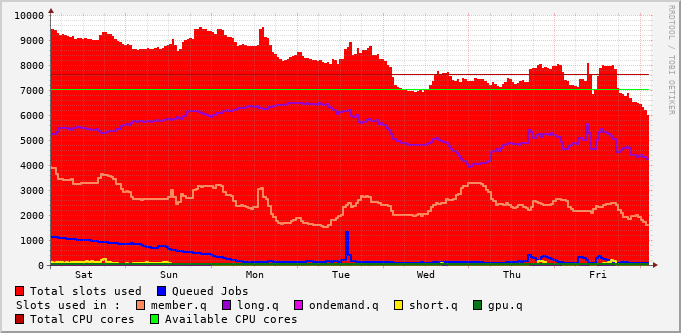 10000
9000
8000
7000
6000
5000
4000
3000
2000
1000
0
Sat Sun Mon Tue Wed Thu Fri
RRDTOOL / TOBI OETIKER
Total slots used Queued Jobs
Slots used in : member.q long.q ondemand.q short.q gpu.q
Total CPU cores Available CPU cores